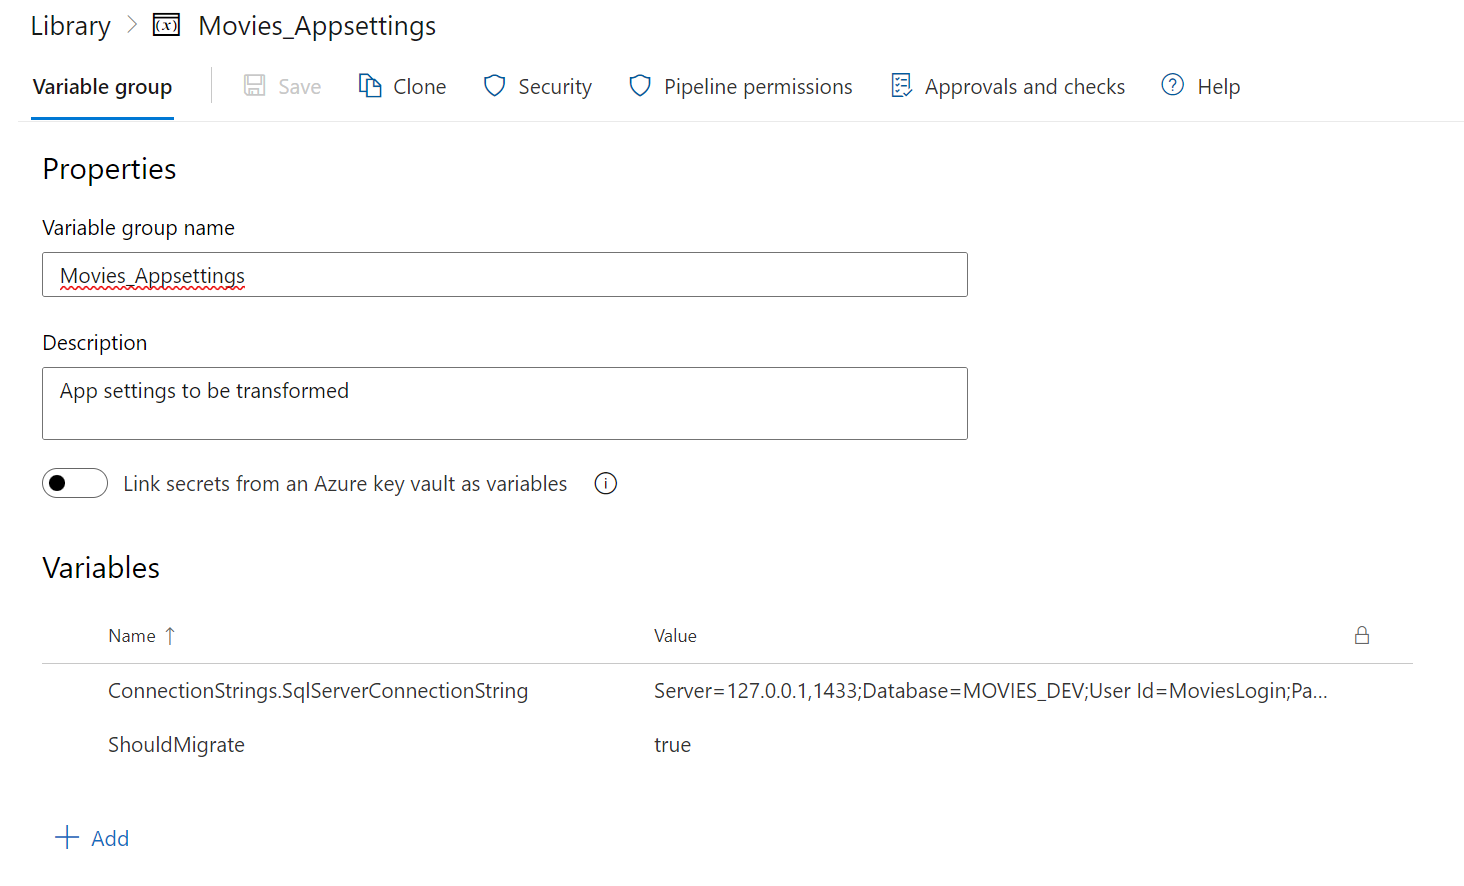 Library > Movies_Appsettings
Variable group Save Clone Security Pipeline permissions Approvals and checks Help
Properties
Variable group name
Movies_Appsettings
Description
App settings to be transformed
Link secrets from an Azure key vault as variables
Variables
Name ↑ Value
ConnectionStrings.SqlServerConnectionString Server=127.0.0.1,1433;Database=MOVIES_DEV;User Id=MoviesLogin;Pa...
ShouldMigrate true
+ Add